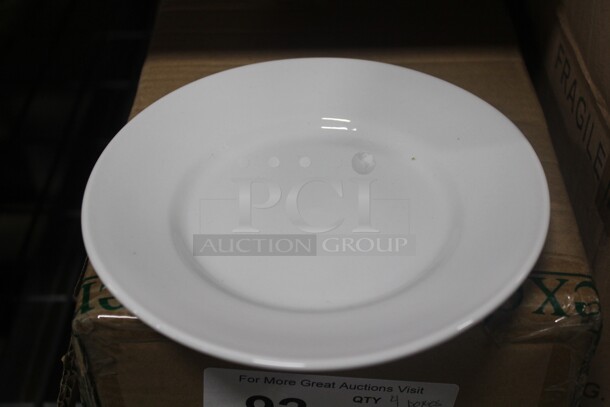 FRAGILE
PCI
AUCTION GROUP
For More Great Auctions Visit
QTY 4 boxes